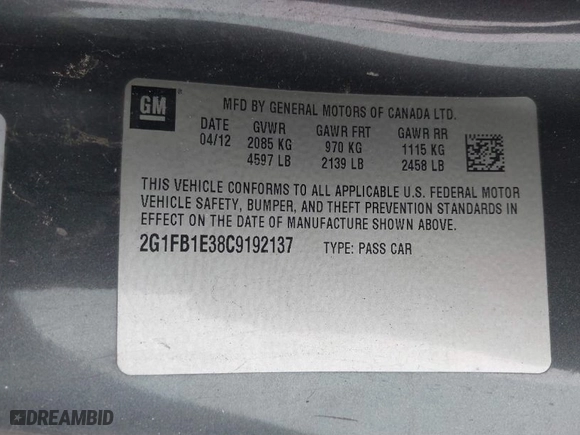 GM
MFD BY GENERAL MOTORS OF CANADA LTD.
DATE GVWR GAWR FRT GAWR RR
04/12 2085 KG 970 KG 1115 KG
4597 LB 2139 LB 2458 LB
THIS VEHICLE CONFORMS TO ALL APPLICABLE U.S. FEDERAL MOTOR
VEHICLE SAFETY, BUMPER, AND THEFT PREVENTION STANDARDS IN
EFFECT ON THE DATE OF MANUFACTURE SHOWN ABOVE.
2G1FB1E38C9192137 TYPE: PASS CAR
DREAMBID